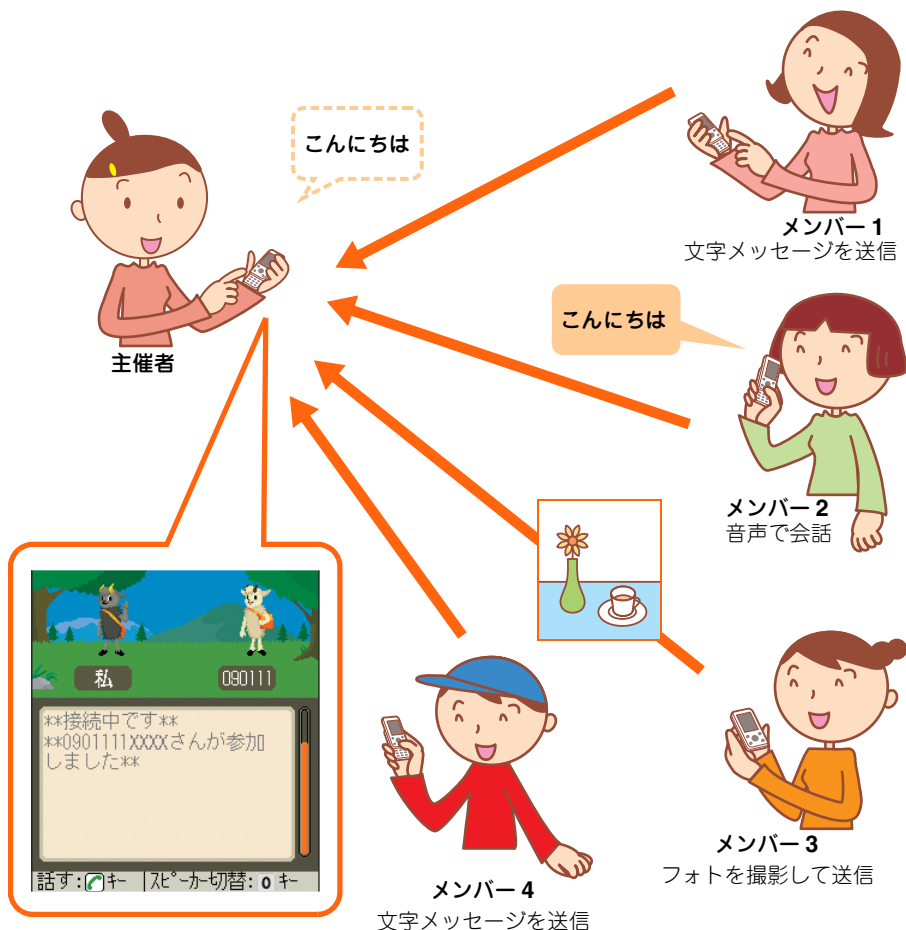 こんにちは
主催者
メンバー 1
文字メッセージを送信
こんにちは
メンバー 2
音声で会話
私
090111
**接続中です**
**0901111XXXXさんが参加
しました**
話す:キー スピーカー切替:0キー
メンバー 3
フォトを撮影して送信
メンバー 4
文字メッセージを送信